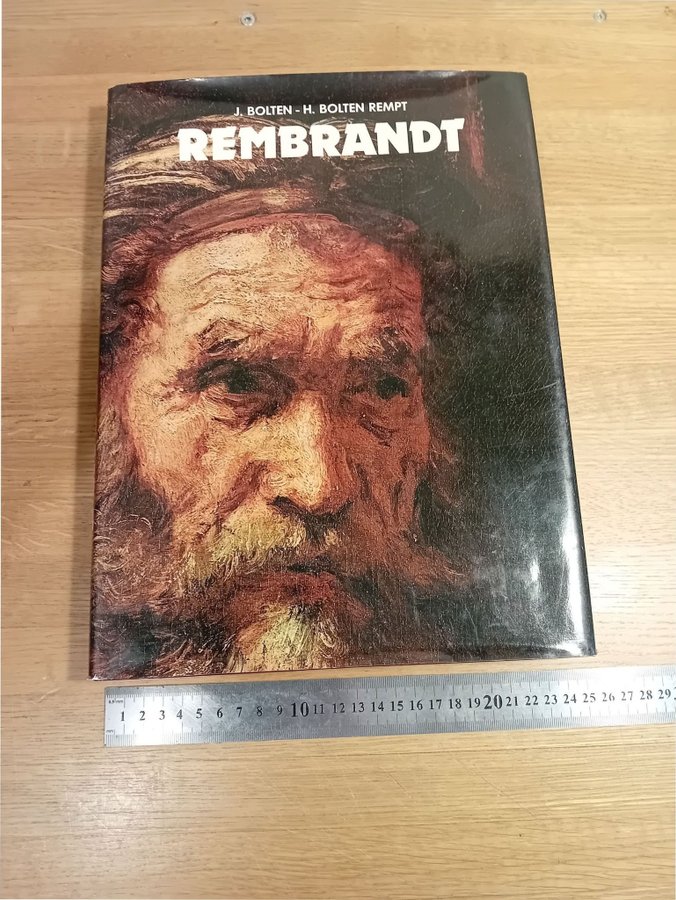 J. BOLTEN - H. BOLTEN REMPT
REMBRANDT
1 2 3 4 5 6 7 8 9 10 11 12 13 14 15 16 17 18 19 20 21 22 23 24 25 26 27 28 29